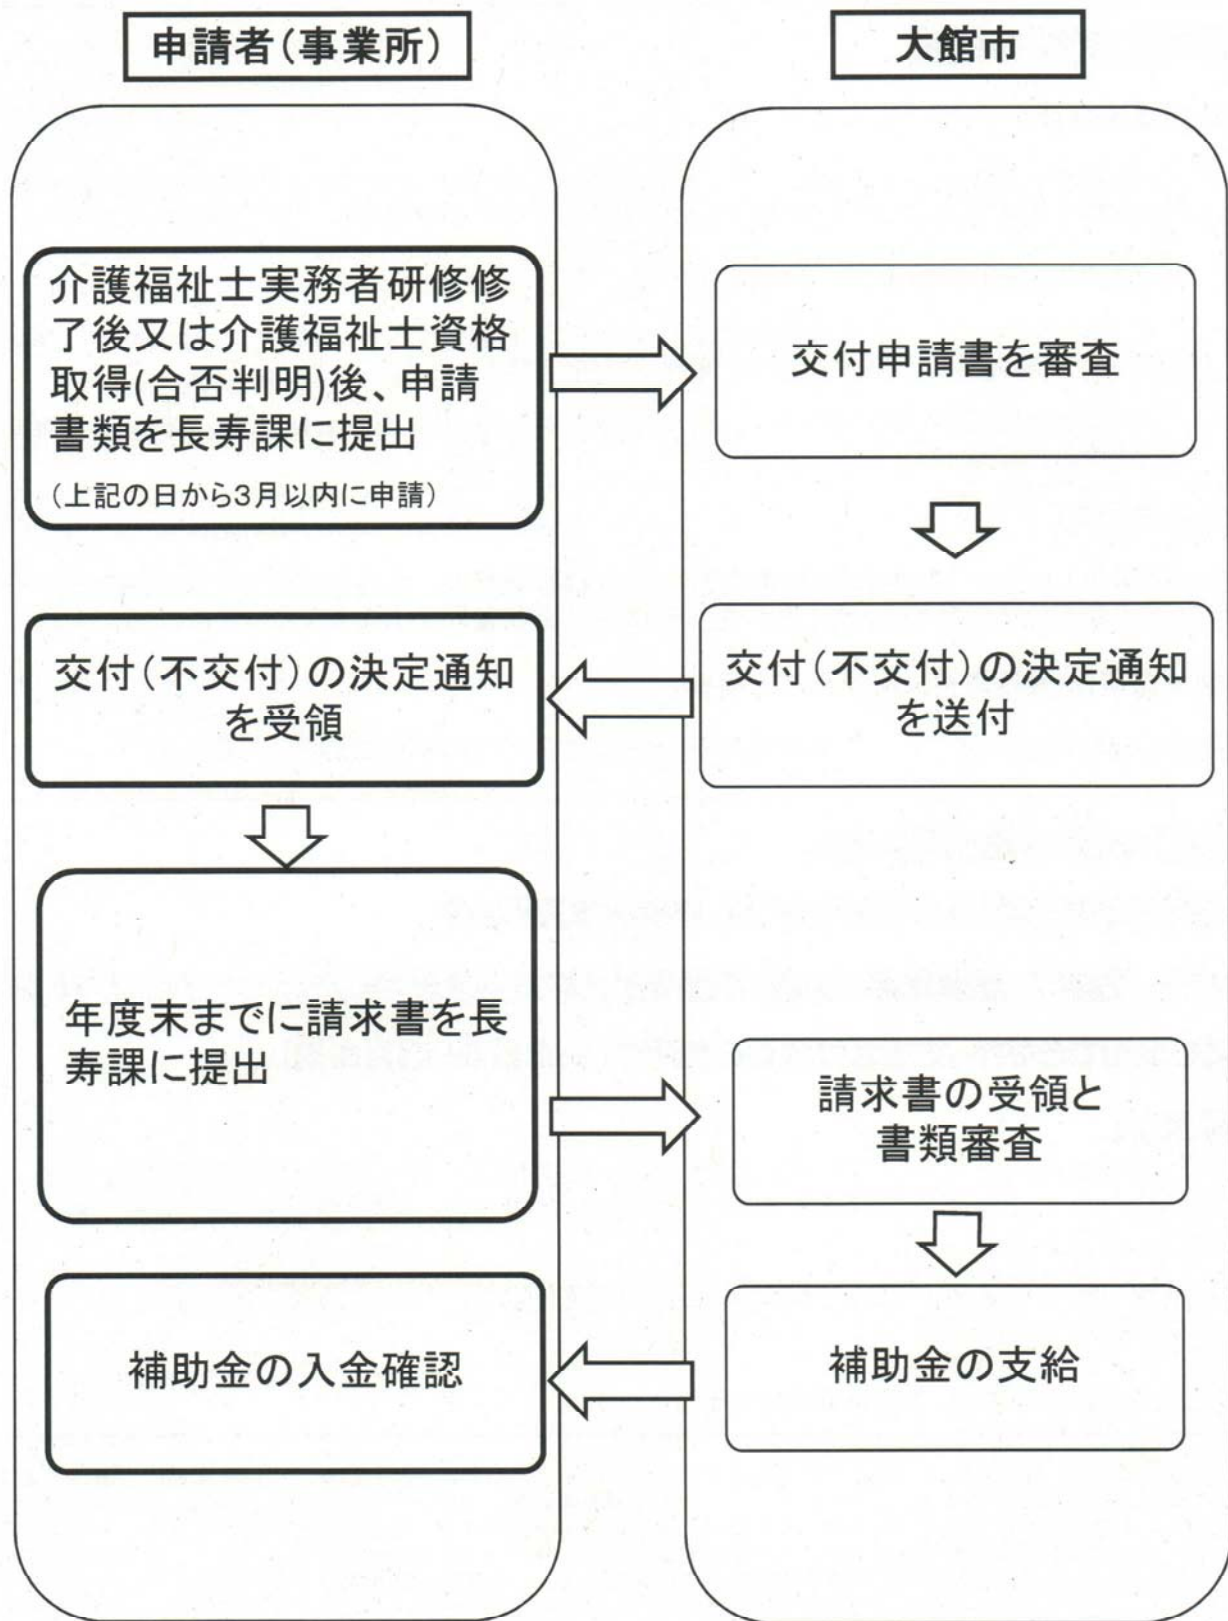 申請者（事業所）
大館市
介護福祉士実務者研修修
了後又は介護福祉士資格
取得(合否判明)後、申請
書類を長寿課に提出
（上記の日から3月以内に申請）
交付申請書を審査
交付（不交付）の決定通知
を送付
交付（不交付）の決定通知
を受領
年度末までに請求書を長
寿課に提出
請求書の受領と
書類審査
補助金の支給
補助金の入金確認